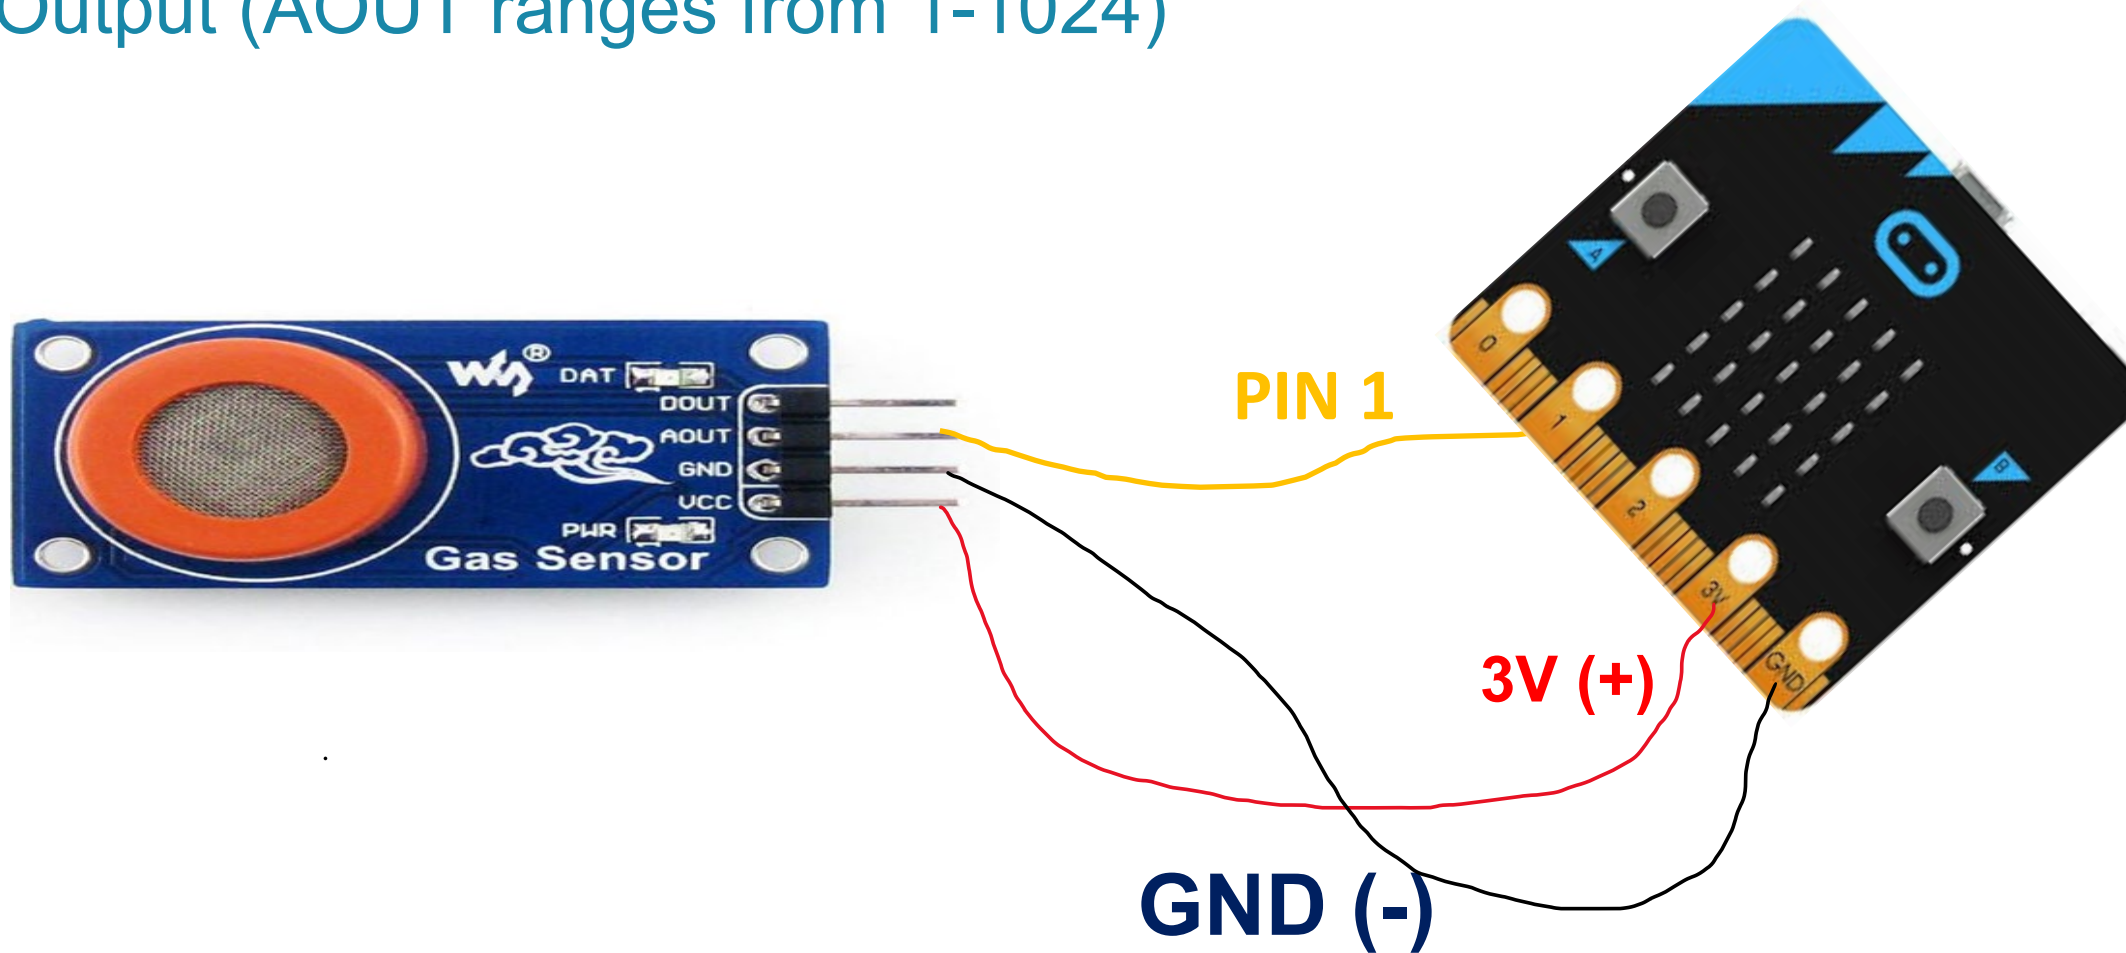 Output (AOUT ranges from 1-1024)
DAT
DOUT
AOUT
GND
VCC
PWR
Gas Sensor
®
PIN 1
3V (+)
GND (-)
A
B
0
1
2
3V
GND